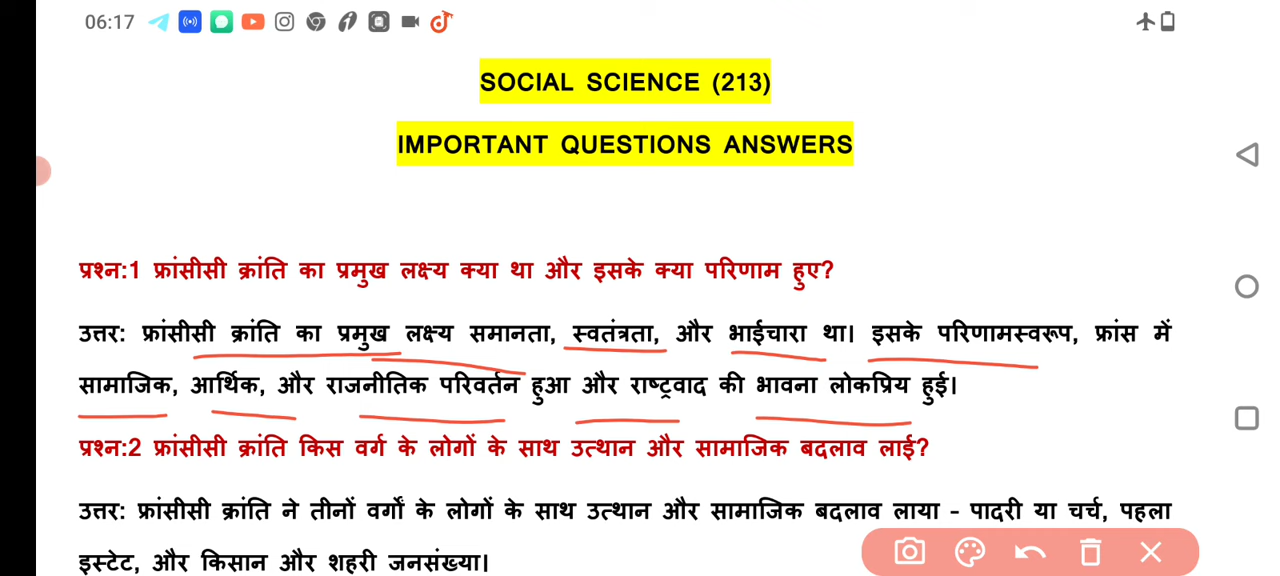 06:17
SOCIAL SCIENCE (213)
IMPORTANT QUESTIONS ANSWERS
प्रश्न:1 फ्रांसीसी क्रांति का प्रमुख लक्ष्य क्या था और इसके क्या परिणाम हुए?
उत्तर: फ्रांसीसी क्रांति का प्रमुख लक्ष्य समानता, स्वतंत्रता, और भाईचारा था। इसके परिणामस्वरूप, फ्रांस में
सामाजिक, आर्थिक, और राजनीतिक परिवर्तन हुआ और राष्ट्रवाद की भावना लोकप्रिय हुई।
प्रश्न:2 फ्रांसीसी क्रांति किस वर्ग के लोगों के साथ उत्थान और सामाजिक बदलाव लाई?
उत्तर: फ्रांसीसी क्रांति ने तीनों वर्गों के लोगों के साथ उत्थान और सामाजिक बदलाव लाया - पादरी या चर्च, पहला
इस्टेट, और किसान और शहरी जनसंख्या।